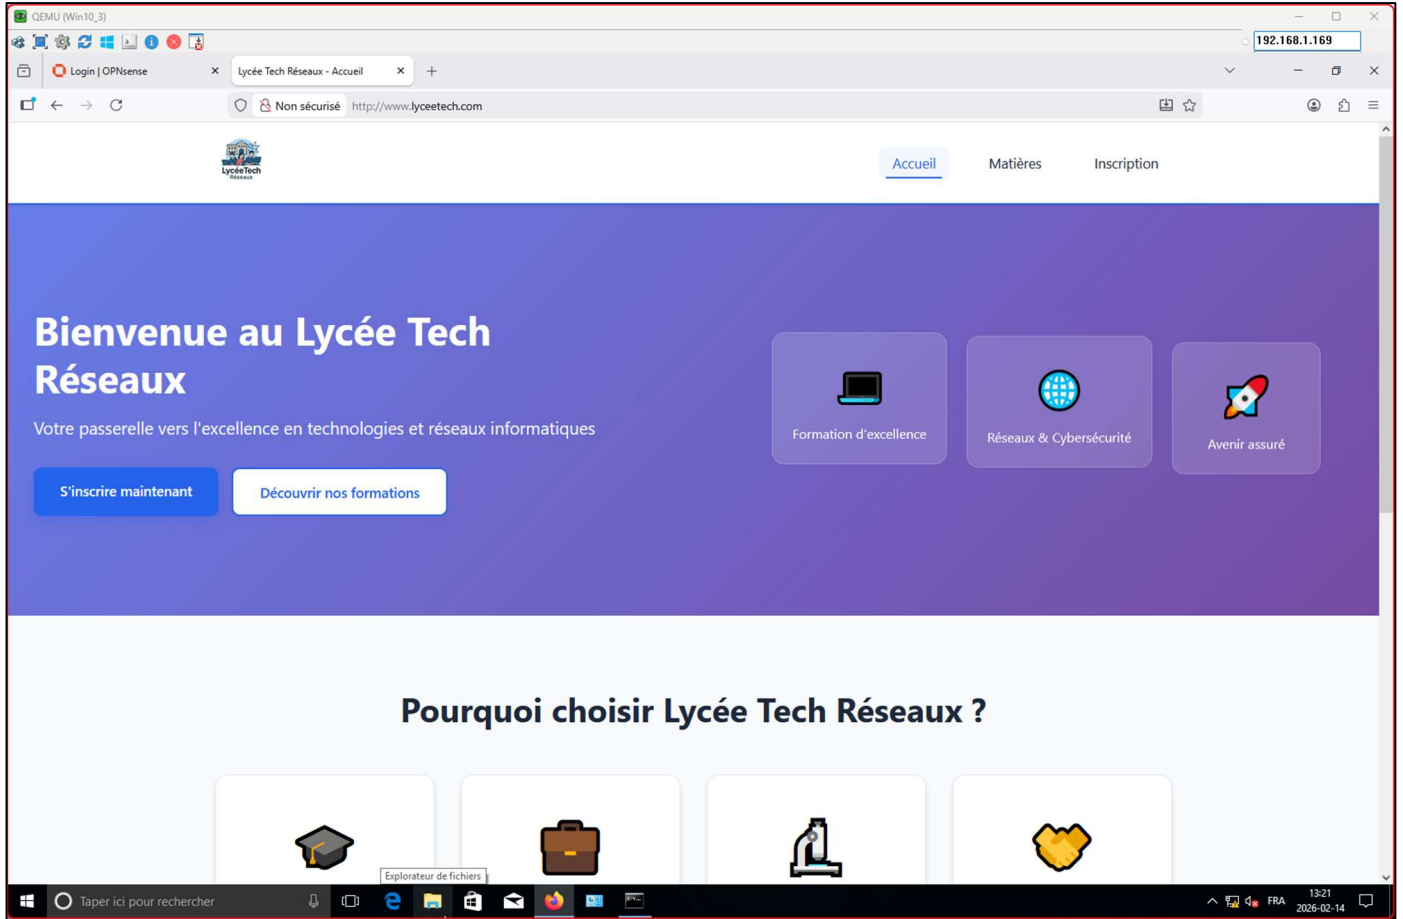 QEMU (Win10_3)
192.168.1.169
Login | OPNsense
Lycée Tech Réseaux - Accueil
Non sécurisé
http://www.lyceetech.com
LycéeTech
Réseaux
Accueil
Matières
Inscription
Bienvenue au Lycée Tech
Réseaux
Votre passerelle vers l'excellence en technologies et réseaux informatiques
S'inscrire maintenant
Découvrir nos formations
Formation d'excellence
Réseaux & Cybersécurité
Avenir assuré
Pourquoi choisir Lycée Tech Réseaux ?
Explorateur de fichiers
Taper ici pour rechercher
FRA
13:21
2026-02-14